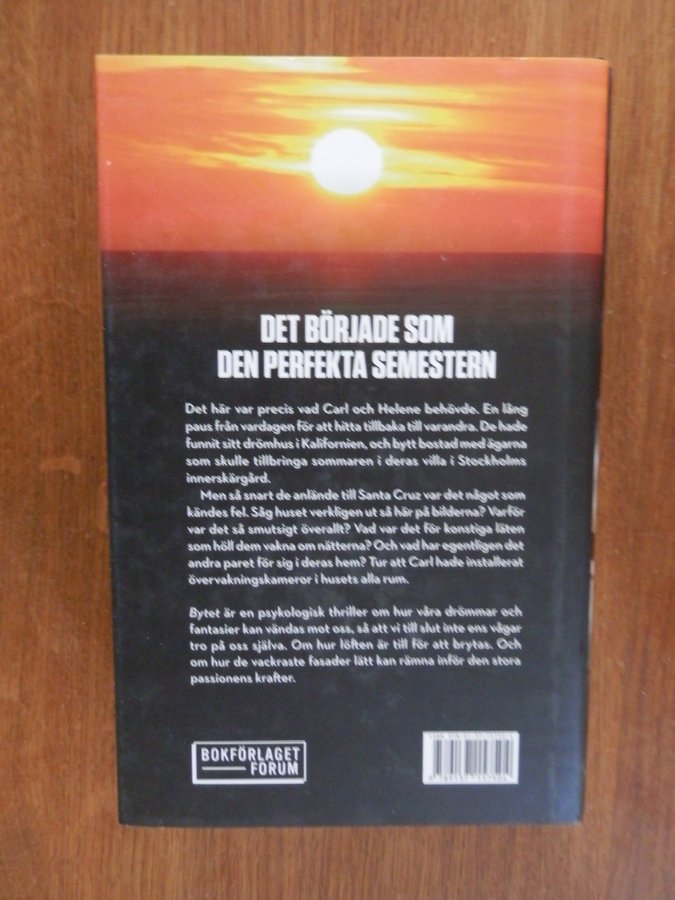 DET BÖRJADE SOM
DEN PERFEKTA SEMESTERN
Det här var precis vad Carl och Helene behövde. En lång
paus från vardagen för att hitta tillbaka till varandra. De hade
funnit sitt drömhus i Kalifornien, och bytt bostad med ägarna
som skulle tillbringa sommaren i deras villa i Stockholms
innerskärgård.
Men så snart de anlände till Santa Cruz var det något som
kändes fel. Såg huset verkligen ut så här på bilderna? Varför
var det så smutsigt överallt? Vad var det för konstiga läten
som höll dem vakna om nätterna? Och vad har egentligen det
andra paret för sig i deras hem? Tur att Carl hade installerat
övervakningskameror i husets alla rum.
Bytet är en psykologisk thriller om hur våra drömmar och
fantasier kan vändas mot oss, så att vi till slut inte ens vågar
tro på oss själva. Om hur löften är till för att brytas. Och
om hur de vackraste fasader lätt kan rämna inför den stora
passionens krafter.
BOKFÖRLAGET
FORUM